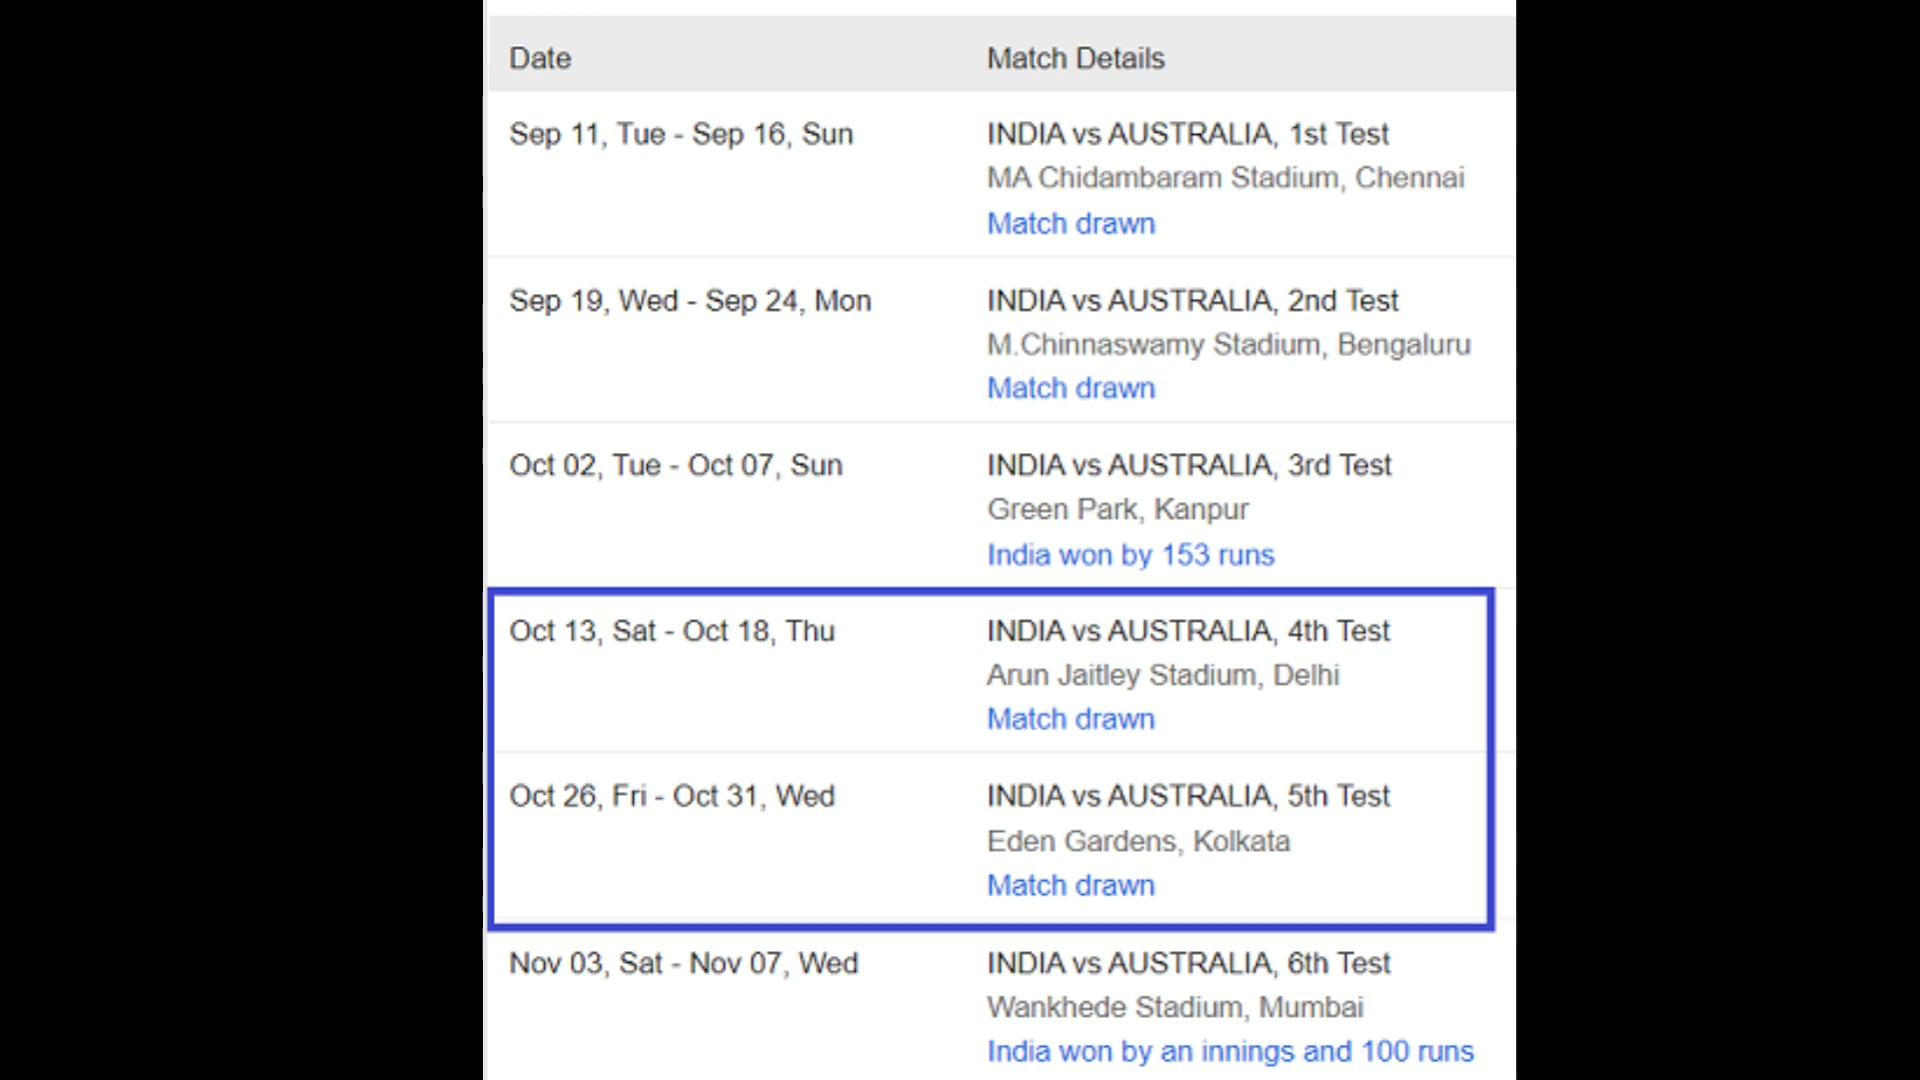 Date Match Details
Sep 11, Tue - Sep 16, Sun INDIA vs AUSTRALIA, 1st Test
MA Chidambaram Stadium, Chennai
Match drawn
Sep 19, Wed - Sep 24, Mon INDIA vs AUSTRALIA, 2nd Test
M.Chinnaswamy Stadium, Bengaluru
Match drawn
Oct 02, Tue - Oct 07, Sun INDIA vs AUSTRALIA, 3rd Test
Green Park, Kanpur
India won by 153 runs
Oct 13, Sat - Oct 18, Thu INDIA vs AUSTRALIA, 4th Test
Arun Jaitley Stadium, Delhi
Match drawn
Oct 26, Fri - Oct 31, Wed INDIA vs AUSTRALIA, 5th Test
Eden Gardens, Kolkata
Match drawn
Nov 03, Sat - Nov 07, Wed INDIA vs AUSTRALIA, 6th Test
Wankhede Stadium, Mumbai
India won by an innings and 100 runs